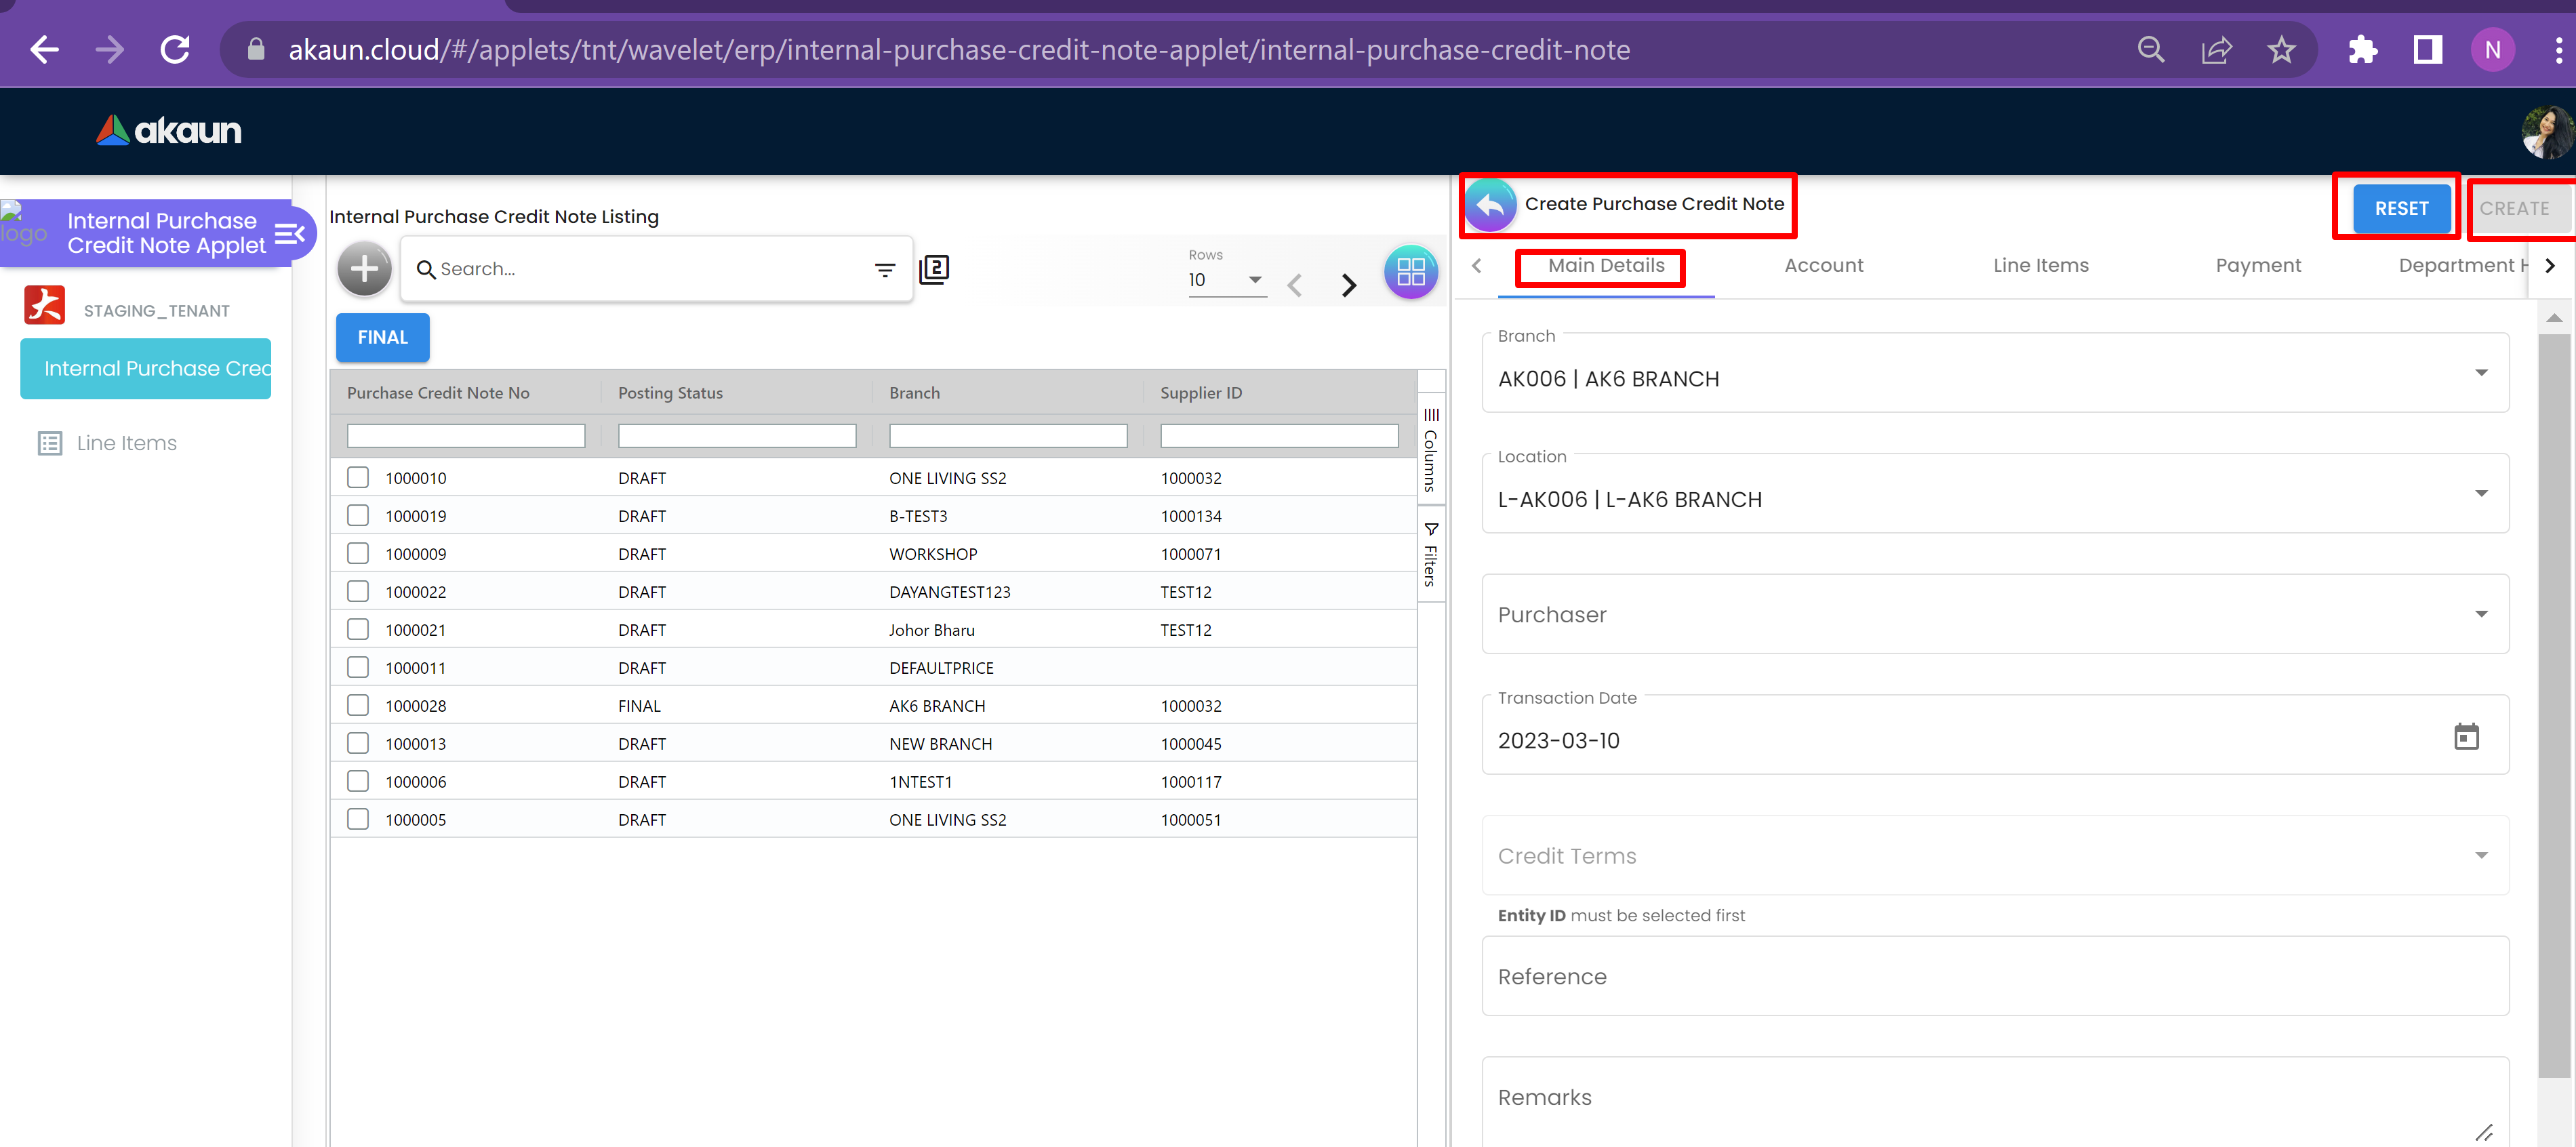 akaun.cloud/#/applets/tnt/wavelet/erp/internal-purchase-credit-note-applet/internal-purchase-credit-note
N
akaun
logo
Internal Purchase
Credit Note Applet
STAGING_TENANT
Internal Purchase Cred
Line Items
Internal Purchase Credit Note Listing
Search...
2
Rows
10
FINAL
Purchase Credit Note No Posting Status Branch Supplier ID
1000010 DRAFT ONE LIVING SS2 1000032
1000019 DRAFT B-TEST3 1000134
1000009 DRAFT WORKSHOP 1000071
1000022 DRAFT DAYANGTEST123 TEST12
1000021 DRAFT Johor Bharu TEST12
1000011 DRAFT DEFAULTPRICE
1000028 FINAL AK6 BRANCH 1000032
1000013 DRAFT NEW BRANCH 1000045
1000006 DRAFT 1NTEST1 1000117
1000005 DRAFT ONE LIVING SS2 1000051
Columns
Filters
Create Purchase Credit Note
RESET
CREATE
Main Details Account Line Items Payment Department H
Branch
AK006 | AK6 BRANCH
Location
L-AK006 | L-AK6 BRANCH
Purchaser
Transaction Date
2023-03-10
Credit Terms
Entity ID must be selected first
Reference
Remarks